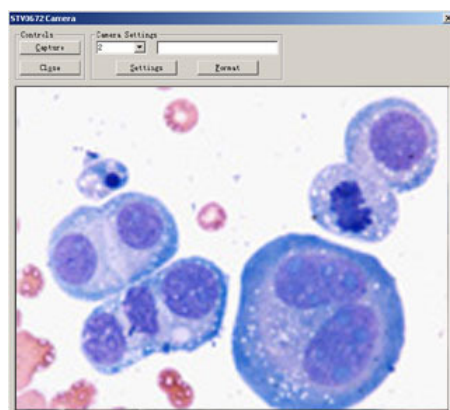 STV0672 Camera
Controls
Capture
Close
Camera Settings
2
Settings
Format